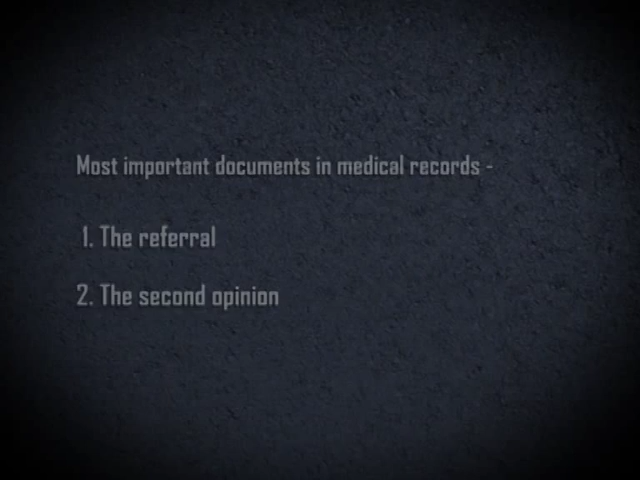 Most important documents in medical records -
1. The referral
2. The second opinion